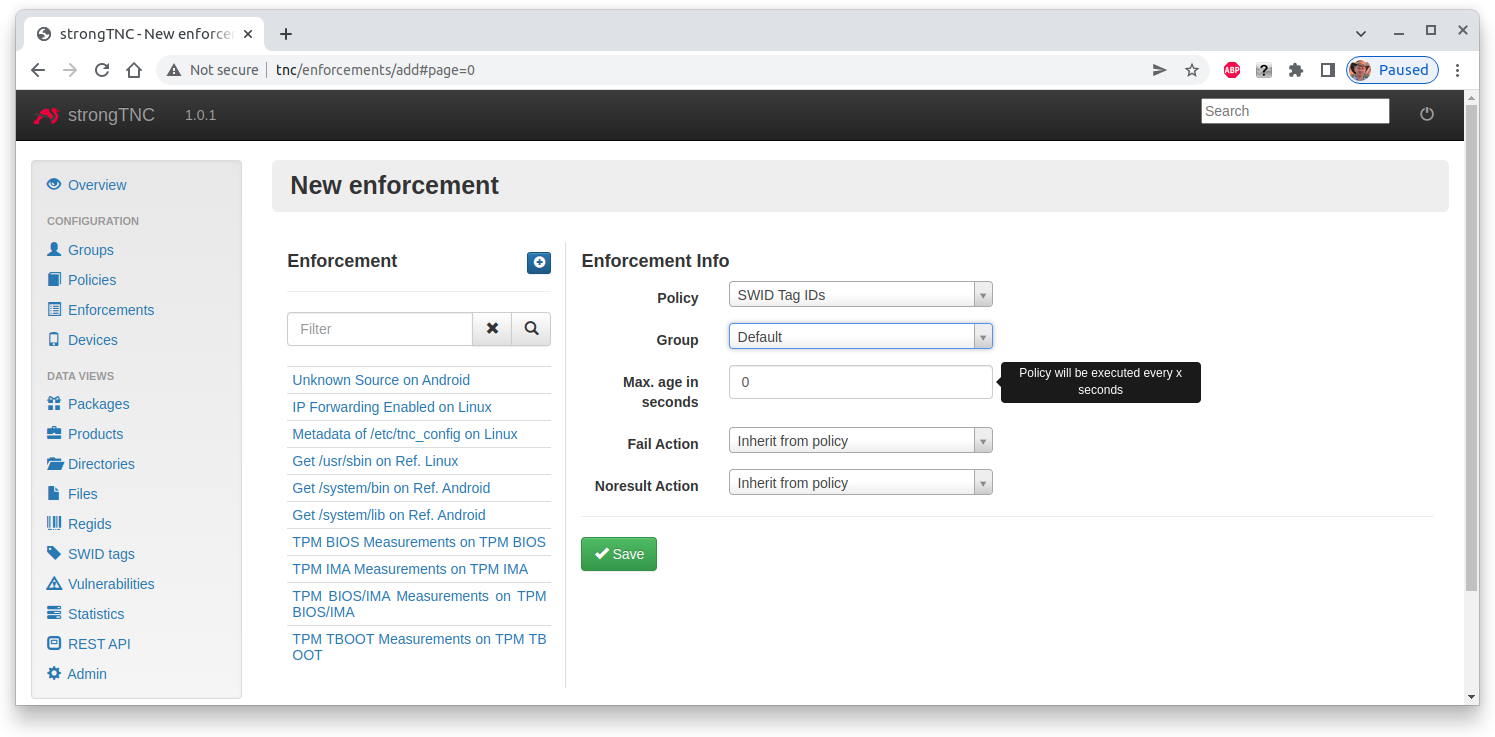 strongTNC - New enforce
Not secure
tnc/enforcements/add#page=0
ABP
?
Paused
strongTNC
1.0.1
Search
Overview
CONFIGURATION
Groups
Policies
Enforcements
Devices
DATA VIEWS
Packages
Products
Directories
Files
Regids
SWID tags
Vulnerabilities
Statistics
REST API
Admin
New enforcement
Enforcement
Filter
Unknown Source on Android
IP Forwarding Enabled on Linux
Metadata of /etc/tnc_config on Linux
Get /usr/sbin on Ref. Linux
Get /system/bin on Ref. Android
Get /system/lib on Ref. Android
TPM BIOS Measurements on TPM BIOS
TPM IMA Measurements on TPM IMA
TPM BIOS/IMA Measurements on TPM
BIOS/IMA
TPM TBOOT Measurements on TPM TB
OOT
Enforcement Info
Policy
SWID Tag IDs
Group
Default
Max. age in
seconds
0
Policy will be executed every x
seconds
Fail Action
Inherit from policy
Noresult Action
Inherit from policy
Save